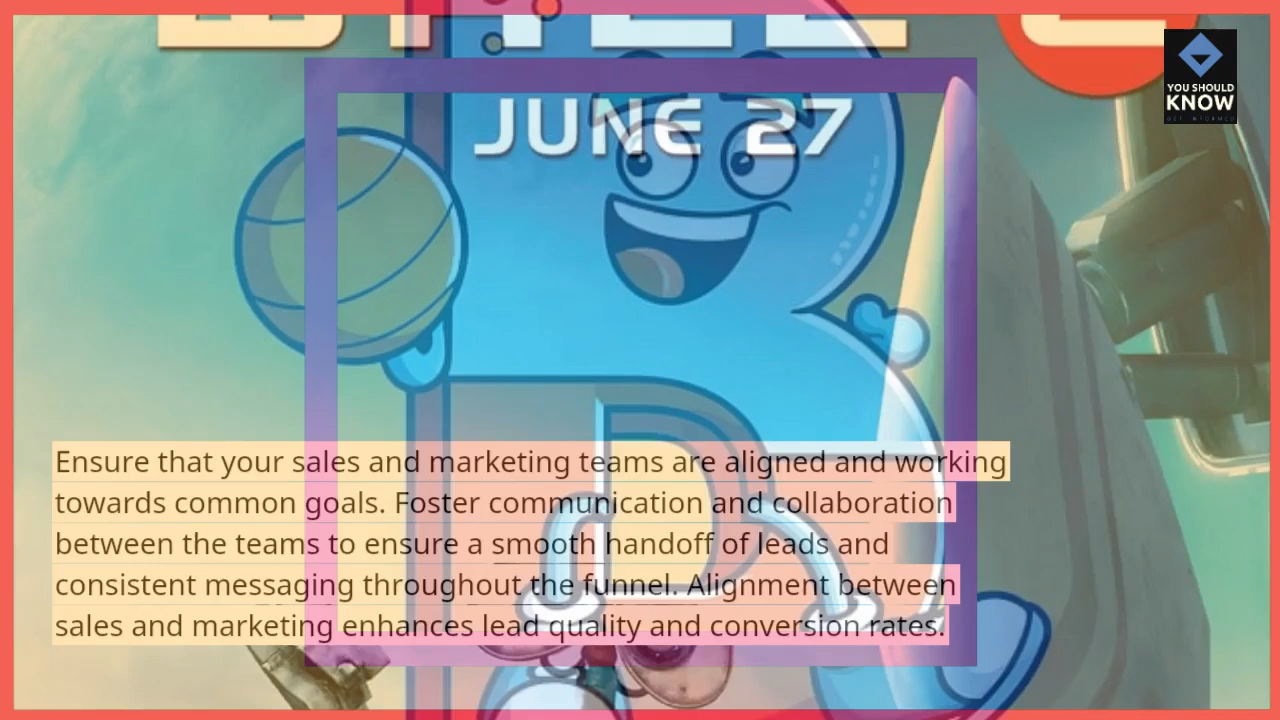 WALL E
JUNE 27
YOU SHOULD
KNOW
Ensure that your sales and marketing teams are aligned and working
towards common goals. Foster communication and collaboration
between the teams to ensure a smooth handoff of leads and
consistent messaging throughout the funnel. Alignment between
sales and marketing enhances lead quality and conversion rates.